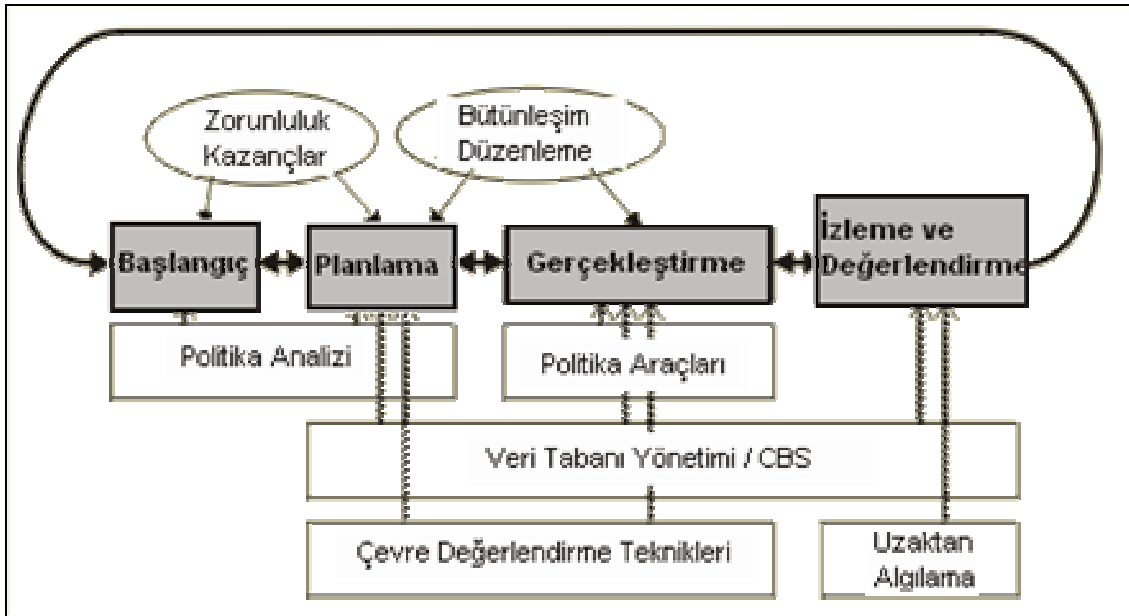 Zorunluluk
Kazançlar
Bütünleşim
Düzenleme
Başlangıç
Planlama
Gerçekleştirme
İzleme ve
Değerlendirme
Politika Analizi
Politika Araçları
Veri Tabanı Yönetimi / CBS
Çevre Değerlendirme Teknikleri
Uzaktan
Algılama